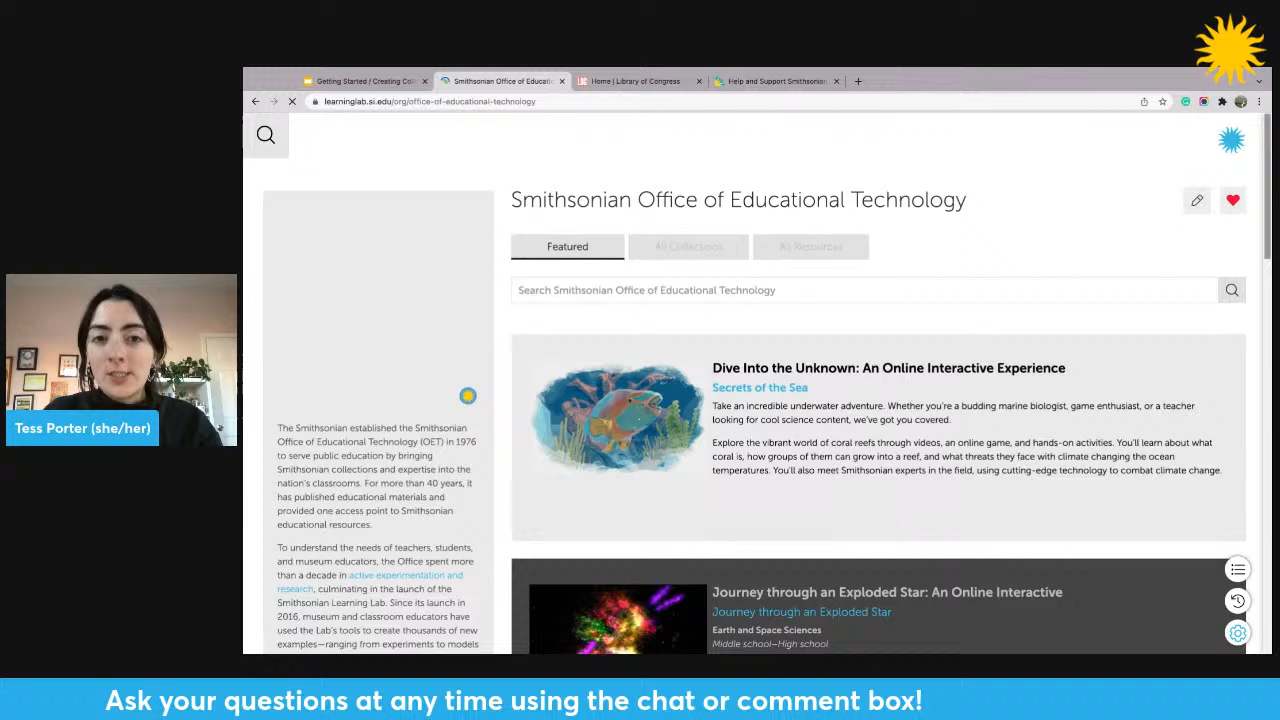 Getting Started / Creating Coll
Smithsonian Office of Educatio
Home | Library of Congress
Help and Support Smithsonian
learninglab.si.edu/org/office-of-educational-technology
Smithsonian Office of Educational Technology
Featured
All Collections
All Resources
Search Smithsonian Office of Educational Technology
Dive Into the Unknown: An Online Interactive Experience
Secrets of the Sea
Take an incredible underwater adventure. Whether you're a budding marine biologist, game enthusiast, or a teacher
looking for cool science content, we've got you covered.
Explore the vibrant world of coral reefs through videos, an online game, and hands-on activities. You'll learn about what
coral is, how groups of them can grow into a reef, and what threats they face with climate changing the ocean
temperatures. You'll also meet Smithsonian experts in the field, using cutting-edge technology to combat climate change.
The Smithsonian established the Smithsonian
Office of Educational Technology (OET) in 1976
to serve public education by bringing
Smithsonian collections and expertise into the
nation's classrooms. For more than 40 years, it
has published educational materials and
provided one access point to Smithsonian
educational resources.
To understand the needs of teachers, students,
and museum educators, the Office spent more
than a decade in active experimentation and
research, culminating in the launch of the
Smithsonian Learning Lab. Since its launch in
2016, museum and classroom educators have
used the Lab's tools to create thousands of new
examples—ranging from experiments to models
Journey through an Exploded Star: An Online Interactive
Journey through an Exploded Star
Earth and Space Sciences
Middle school–High school
Tess Porter (she/her)
Ask your questions at any time using the chat or comment box!